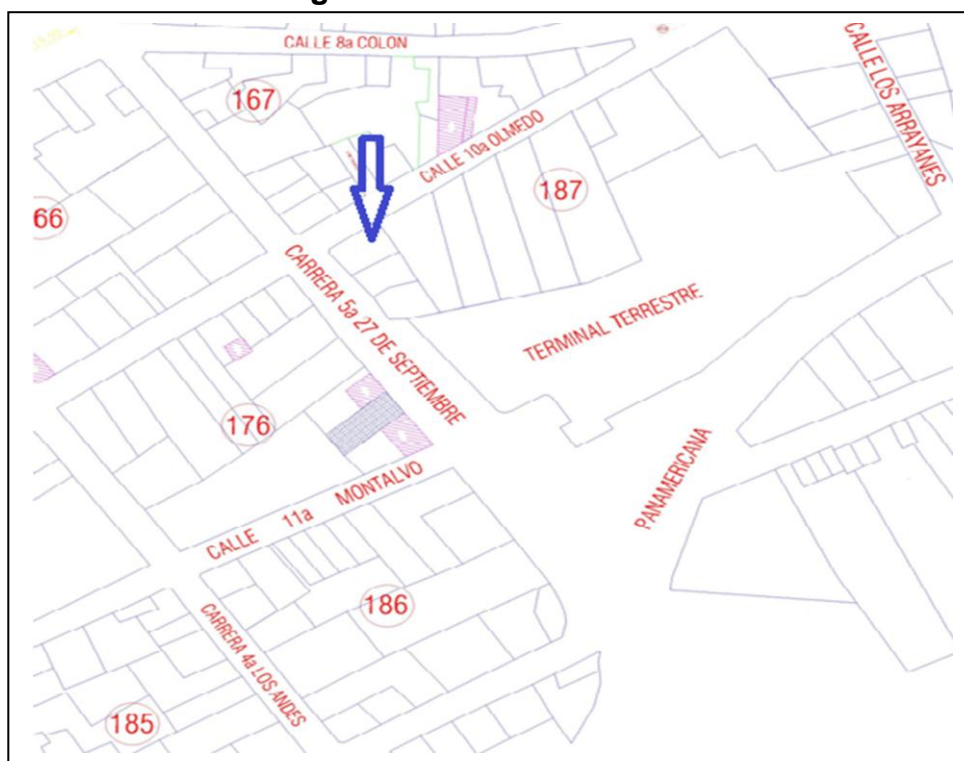 CALLE 8a COLON
167
CALLE LOS ARRAYANES
CALLE 10a OLMEDO
187
66
CARRERA 5a 27 DE SEPTIEMBRE
TERMINAL TERRESTRE
176
CALLE 11a MONTALVO
PANAMERICANA
186
CARRERA 4a LOS ANDES
185